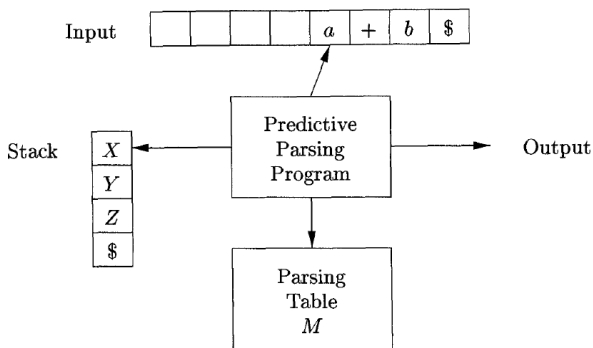 Input
a + b $
Predictive
Parsing
Program
Stack
X
Y
Z
$
Output
Parsing
Table
M